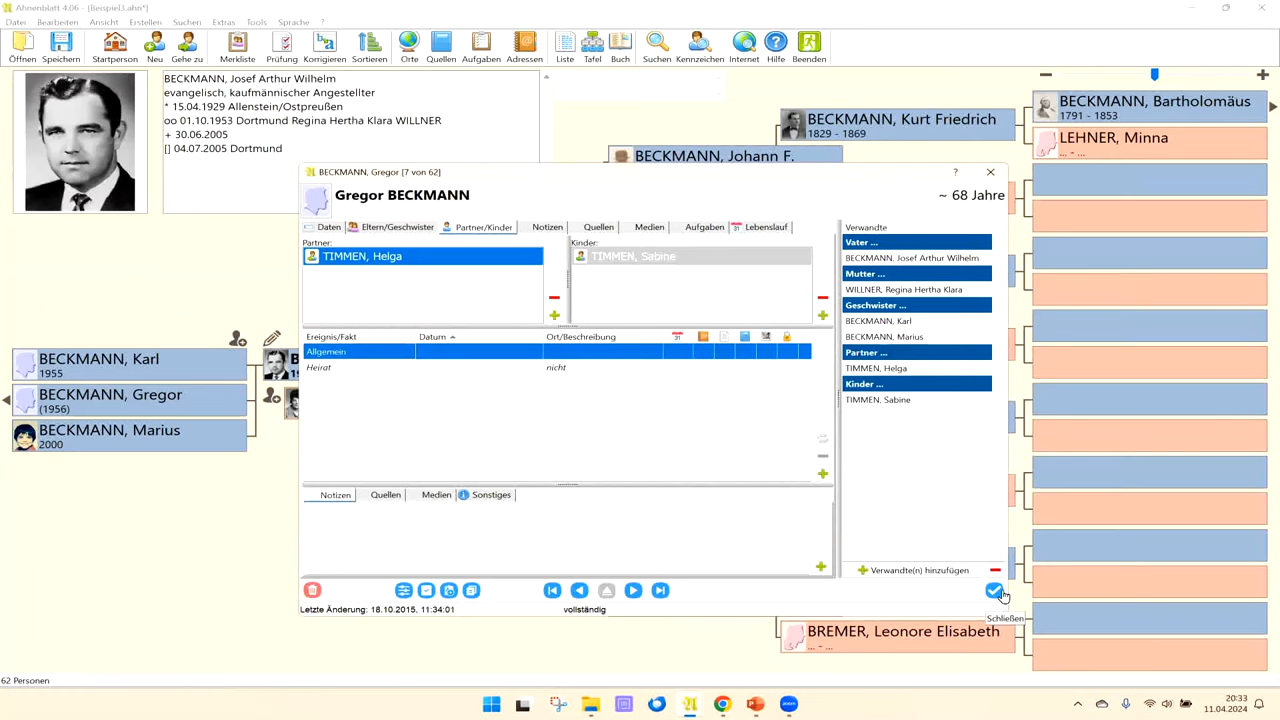 Ahnenblatt 4.06 - [Beispiel3.ahn*]
Datei Bearbeiten Ansicht Erstellen Suchen Extras Tools Sprache ?
Öffnen Speichern Startperson Neu Gehe zu Merkliste Prüfung Korrigieren Sortieren Orte Quellen Aufgaben Adressen Liste Tafel Buch Suchen Kennzeichen Internet Hilfe Beenden
BECKMANN, Josef Arthur Wilhelm
evangelisch, kaufmännischer Angestellter
* 15.04.1929 Allenstein/Ostpreußen
oo 01.10.1953 Dortmund Regina Hertha Klara WILLNER
+ 30.06.2005
[] 04.07.2005 Dortmund
BECKMANN, Bartholomäus
1791 - 1853
BECKMANN, Kurt Friedrich
1829 - 1869
LEHNER, Minna
... - ...
BECKMANN, Johann F.
BECKMANN, Gregor [7 von 62]
?
Gregor BECKMANN
~ 68 Jahre
Daten Eltern/Geschwister Partner/Kinder Notizen Quellen Medien Aufgaben Lebenslauf
Partner:
TIMMEN, Helga
Kinder:
TIMMEN, Sabine
Ereignis/Fakt Datum Ort/Beschreibung
Allgemein
Heirat nicht
Notizen Quellen Medien Sonstiges
Verwandte
Vater ...
BECKMANN, Josef Arthur Wilhelm
Mutter ...
WILLNER, Regina Hertha Klara
Geschwister ...
BECKMANN, Karl
BECKMANN, Marius
Partner ...
TIMMEN, Helga
Kinder ...
TIMMEN, Sabine
Verwandte(n) hinzufügen
Letzte Änderung: 18.10.2015, 11:34:01 vollständig
Schließen
BECKMANN, Karl
1955
BECKMANN, Gregor
(1956)
BECKMANN, Marius
2000
BREMER, Leonore Elisabeth
... - ...
62 Personen
20:33
11.04.2024